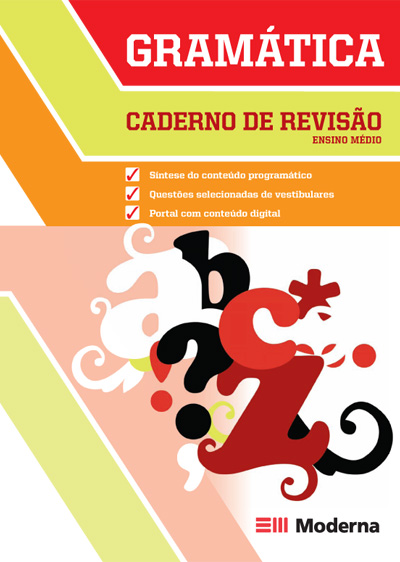 GRAMÁTICA
CADERNO DE REVISÃO
ENSINO MÉDIO
Síntese do conteúdo programático
Questões selecionadas de vestibulares
Portal com conteúdo digital
a b c *
a z
;
Moderna